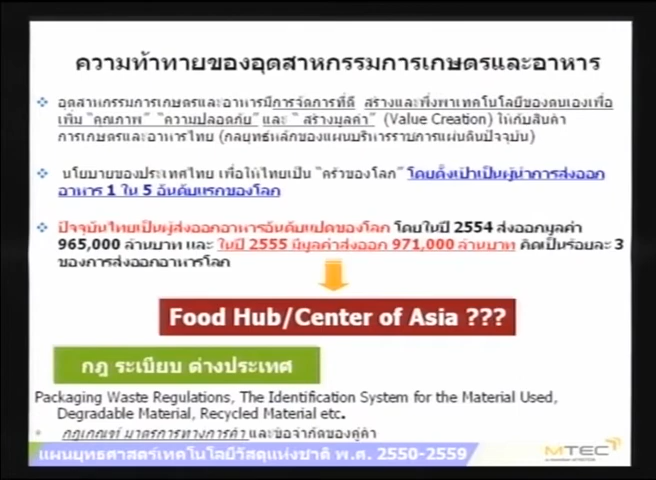 ความท้าทายของอุตสาหกรรมการเกษตรและอาหาร
อุตสาหกรรมการเกษตรและอาหารมีการจัดการที่ดี สร้างและพึ่งพาเทคโนโลยีของตนเองเพื่อ
เพิ่ม "คุณภาพ" "ความปลอดภัย" และ "สร้างมูลค่า" (Value Creation) ให้กับสินค้า
การเกษตรและอาหารไทย (กลยุทธ์หลักของแผนบริหารราชการแผ่นดินปัจจุบัน)
นโยบายของประเทศไทย เพื่อให้ไทยเป็น "ครัวของโลก" โดยตั้งเป้าเป็นผู้นำการส่งออก
อาหาร 1 ใน 5 อันดับแรกของโลก
ปัจจุบันไทยเป็นผู้ส่งออกอาหารอันดับแปดของโลก โดยในปี 2554 ส่งออกมูลค่า
965,000 ล้านบาท และ ในปี 2555 มีมูลค่าส่งออก 971,000 ล้านบาท คิดเป็นร้อยละ 3
ของการส่งออกอาหารโลก
Food Hub/Center of Asia ???
กฎ ระเบียบ ต่างประเทศ
Packaging Waste Regulations, The Identification System for the Material Used,
Degradable Material, Recycled Material etc.
กฎเกณฑ์ มาตรการทางการค้า และข้อจำกัดของคู่ค้า
แผนยุทธศาสตร์เทคโนโลยีวัสดุแห่งชาติ พ.ศ. 2550-2559
MTEC